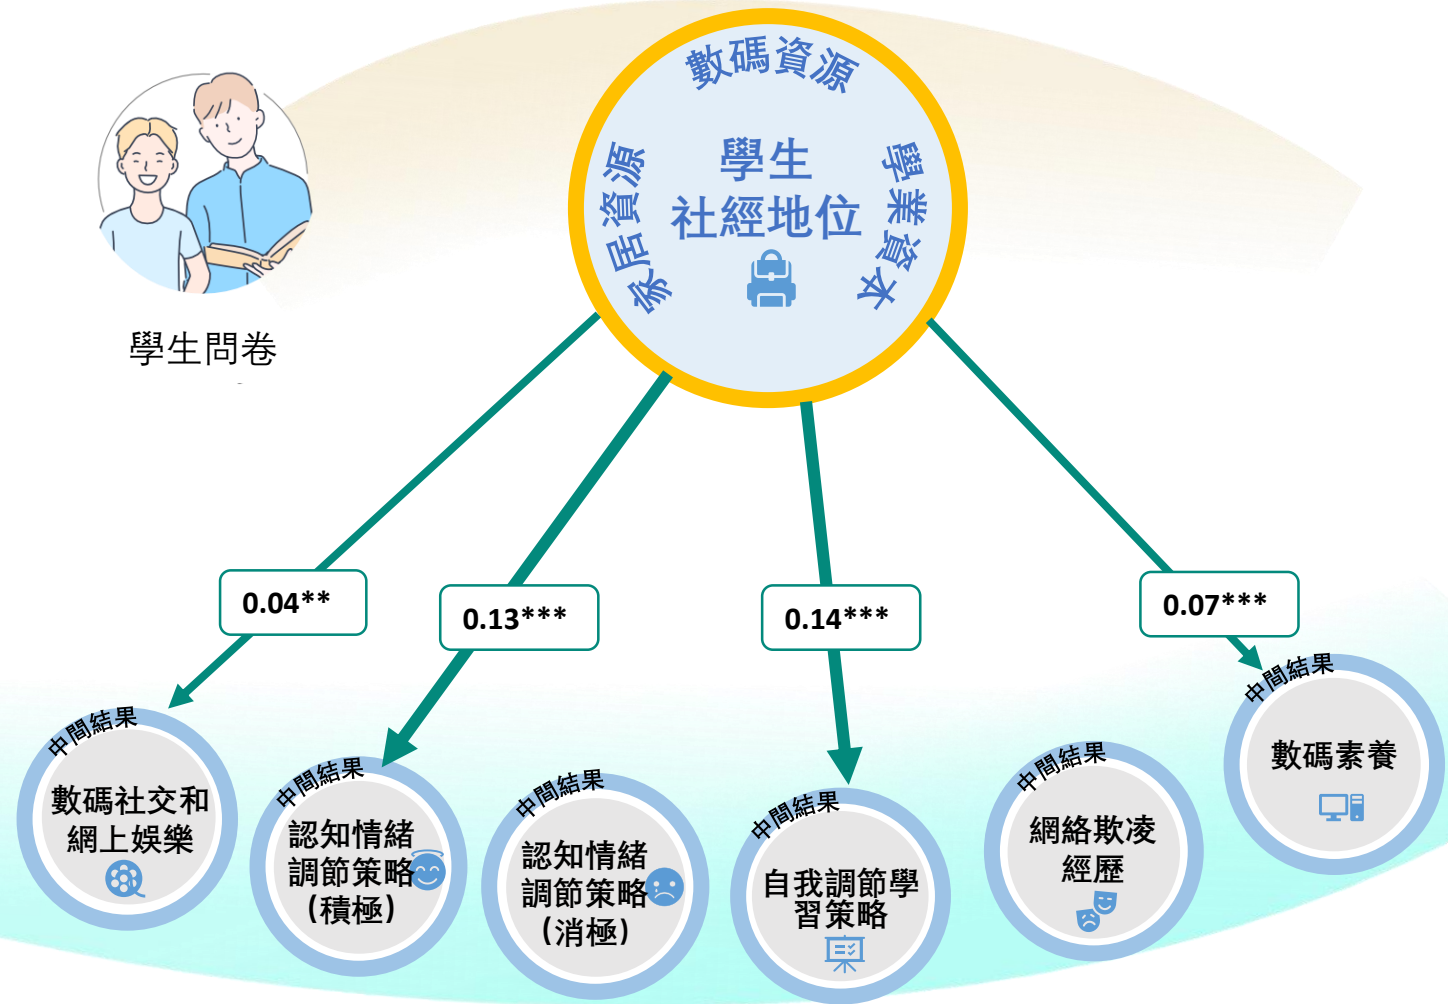 數碼資源
家居資源
學業資本
學生
社經地位
學生問卷
0.04**
0.13***
0.14***
0.07***
中間結果
數碼社交和
網上娛樂
中間結果
認知情緒
調節策略
(積極)
中間結果
認知情緒
調節策略
(消極)
中間結果
自我調節學
習策略
中間結果
網絡欺凌
經歷
中間結果
數碼素養